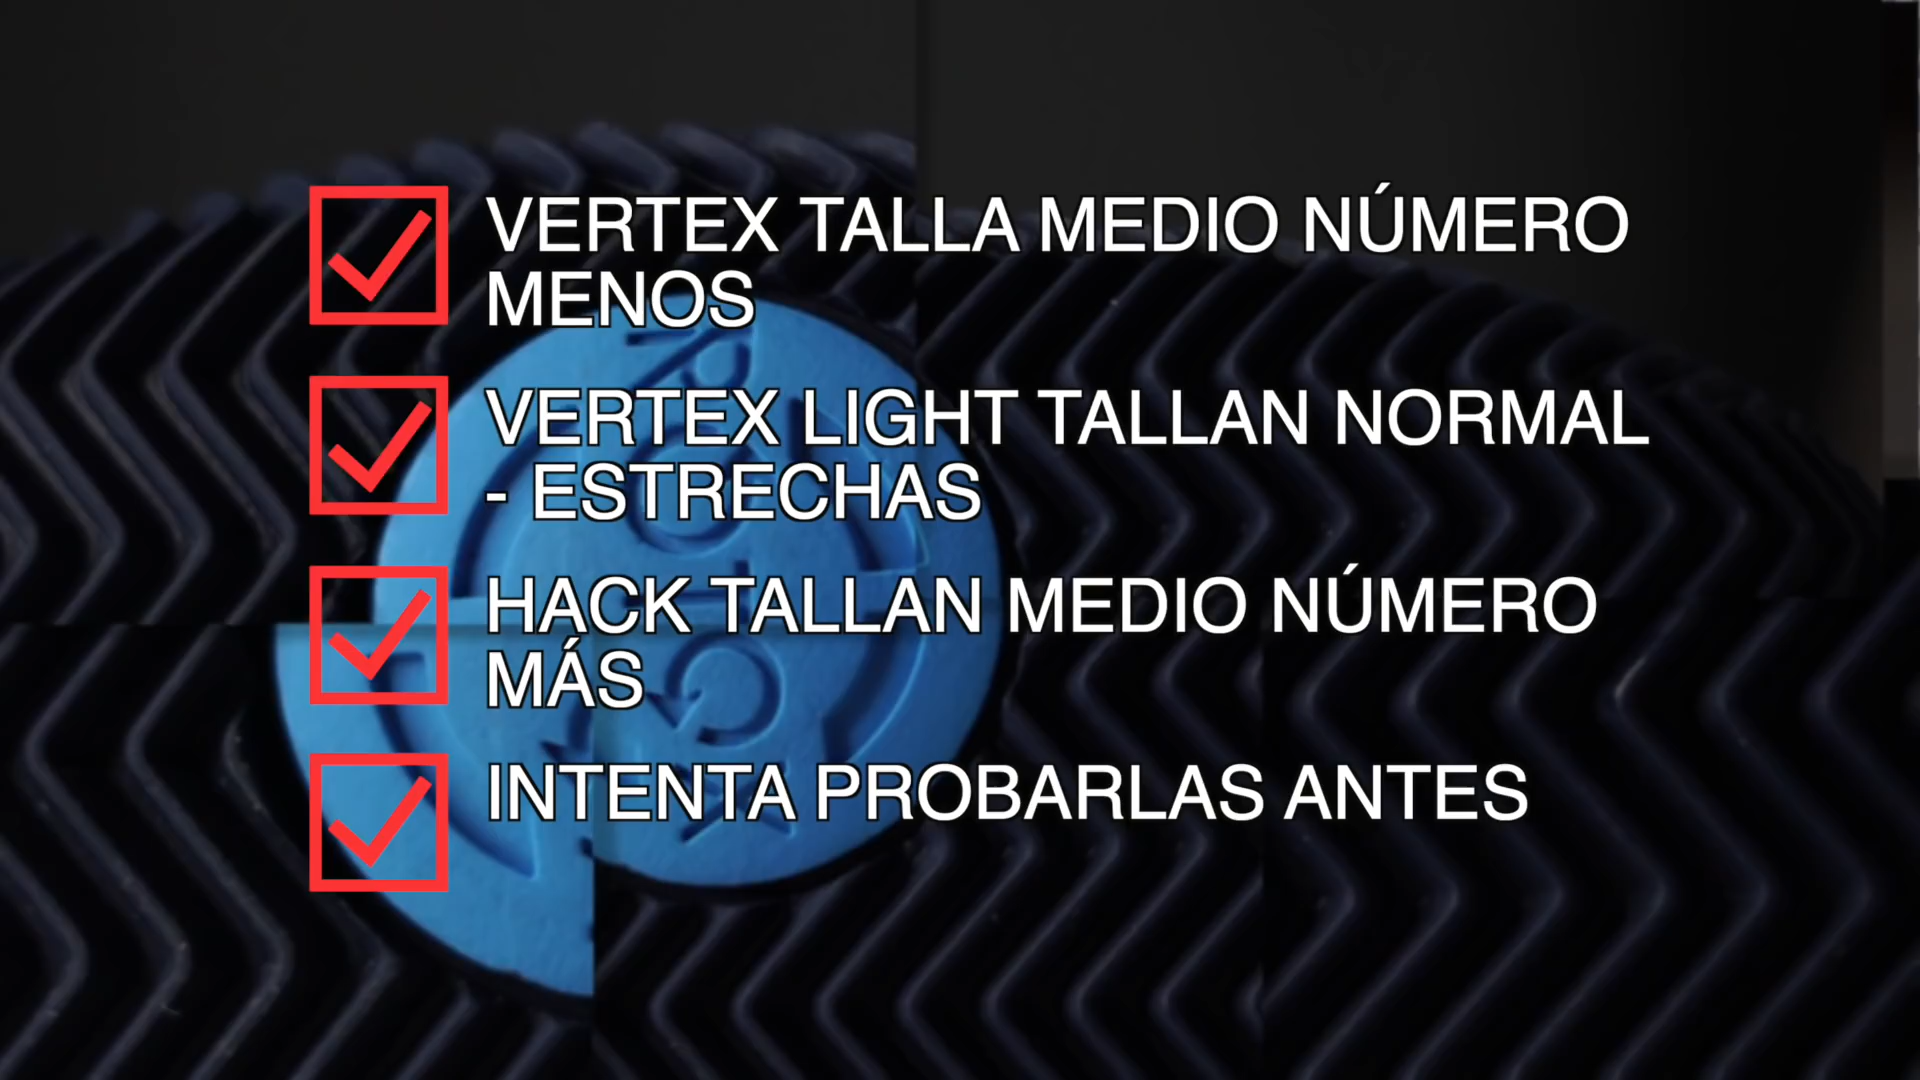 VERTEX TALLA MEDIO NÚMERO
MENOS
VERTEX LIGHT TALLAN NORMAL
- ESTRECHAS
HACK TALLAN MEDIO NÚMERO
MÁS
INTENTA PROBARLAS ANTES